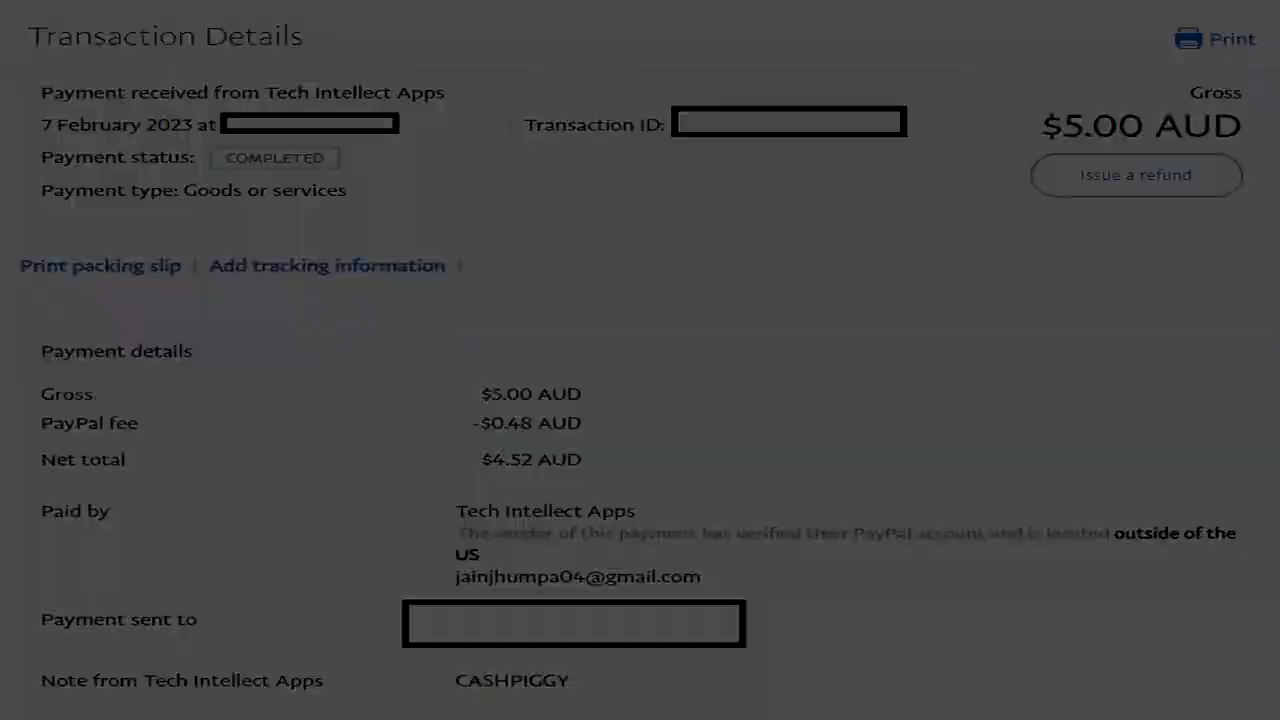 Transaction Details
Print
Payment received from Tech Intellect Apps
Gross
7 February 2023 at
Transaction ID:
$5.00 AUD
Payment status: COMPLETED
Issue a refund
Payment type: Goods or services
Print packing slip | Add tracking information |
Payment details
Gross $5.00 AUD
PayPal fee -$0.48 AUD
Net total $4.52 AUD
Paid by Tech Intellect Apps
The sender of this payment has verified their PayPal account and is located outside of the
US
jainjhumpa04@gmail.com
Payment sent to
Note from Tech Intellect Apps CASHPIGGY